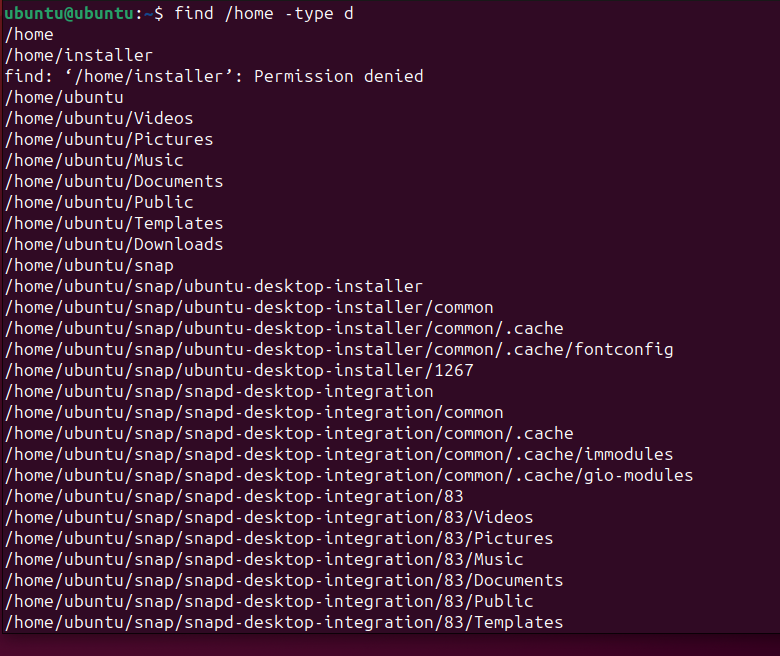 ubuntu@ubuntu:~$ find /home -type d
/home
/home/installer
find: ‘/home/installer’: Permission denied
/home/ubuntu
/home/ubuntu/Videos
/home/ubuntu/Pictures
/home/ubuntu/Music
/home/ubuntu/Documents
/home/ubuntu/Public
/home/ubuntu/Templates
/home/ubuntu/Downloads
/home/ubuntu/snap
/home/ubuntu/snap/ubuntu-desktop-installer
/home/ubuntu/snap/ubuntu-desktop-installer/common
/home/ubuntu/snap/ubuntu-desktop-installer/common/.cache
/home/ubuntu/snap/ubuntu-desktop-installer/common/.cache/fontconfig
/home/ubuntu/snap/ubuntu-desktop-installer/1267
/home/ubuntu/snap/snapd-desktop-integration
/home/ubuntu/snap/snapd-desktop-integration/common
/home/ubuntu/snap/snapd-desktop-integration/common/.cache
/home/ubuntu/snap/snapd-desktop-integration/common/.cache/immodules
/home/ubuntu/snap/snapd-desktop-integration/common/.cache/gio-modules
/home/ubuntu/snap/snapd-desktop-integration/83
/home/ubuntu/snap/snapd-desktop-integration/83/Videos
/home/ubuntu/snap/snapd-desktop-integration/83/Pictures
/home/ubuntu/snap/snapd-desktop-integration/83/Music
/home/ubuntu/snap/snapd-desktop-integration/83/Documents
/home/ubuntu/snap/snapd-desktop-integration/83/Public
/home/ubuntu/snap/snapd-desktop-integration/83/Templates